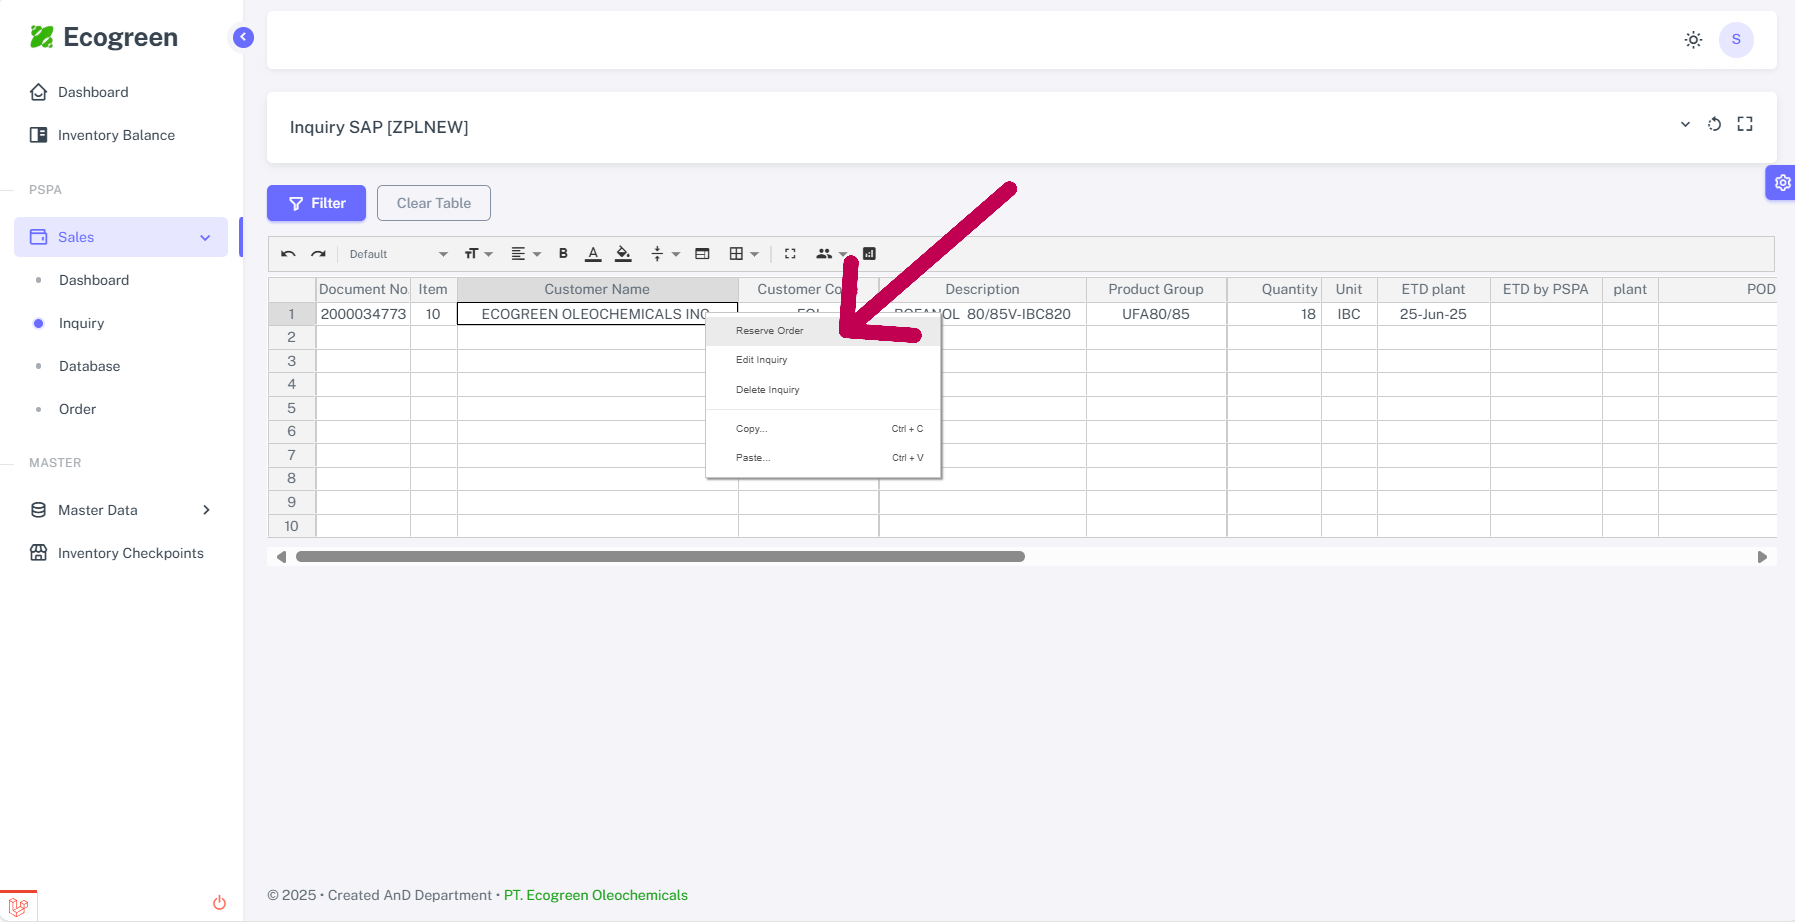 Ecogreen
Dashboard
Inventory Balance
PSPA
Sales
Dashboard
Inquiry
Database
Order
MASTER
Master Data
Inventory Checkpoints
S
Inquiry SAP [ZPLNEW]
Filter
Clear Table
Default
B
A
Document No. Item Customer Name Customer Description Product Group Quantity Unit ETD plant ETD by PSPA plant POD
1 2000034773 10 ECOGREEN OLEOCHEMICALS INC 80/85V-IBC820 UFA80/85 18 IBC 25-Jun-25
2
3
4
5
6
7
8
9
10
Reserve Order
Edit Inquiry
Delete Inquiry
Copy... Ctrl + C
Paste... Ctrl + V
© 2025 • Created AnD Department • PT. Ecogreen Oleochemicals